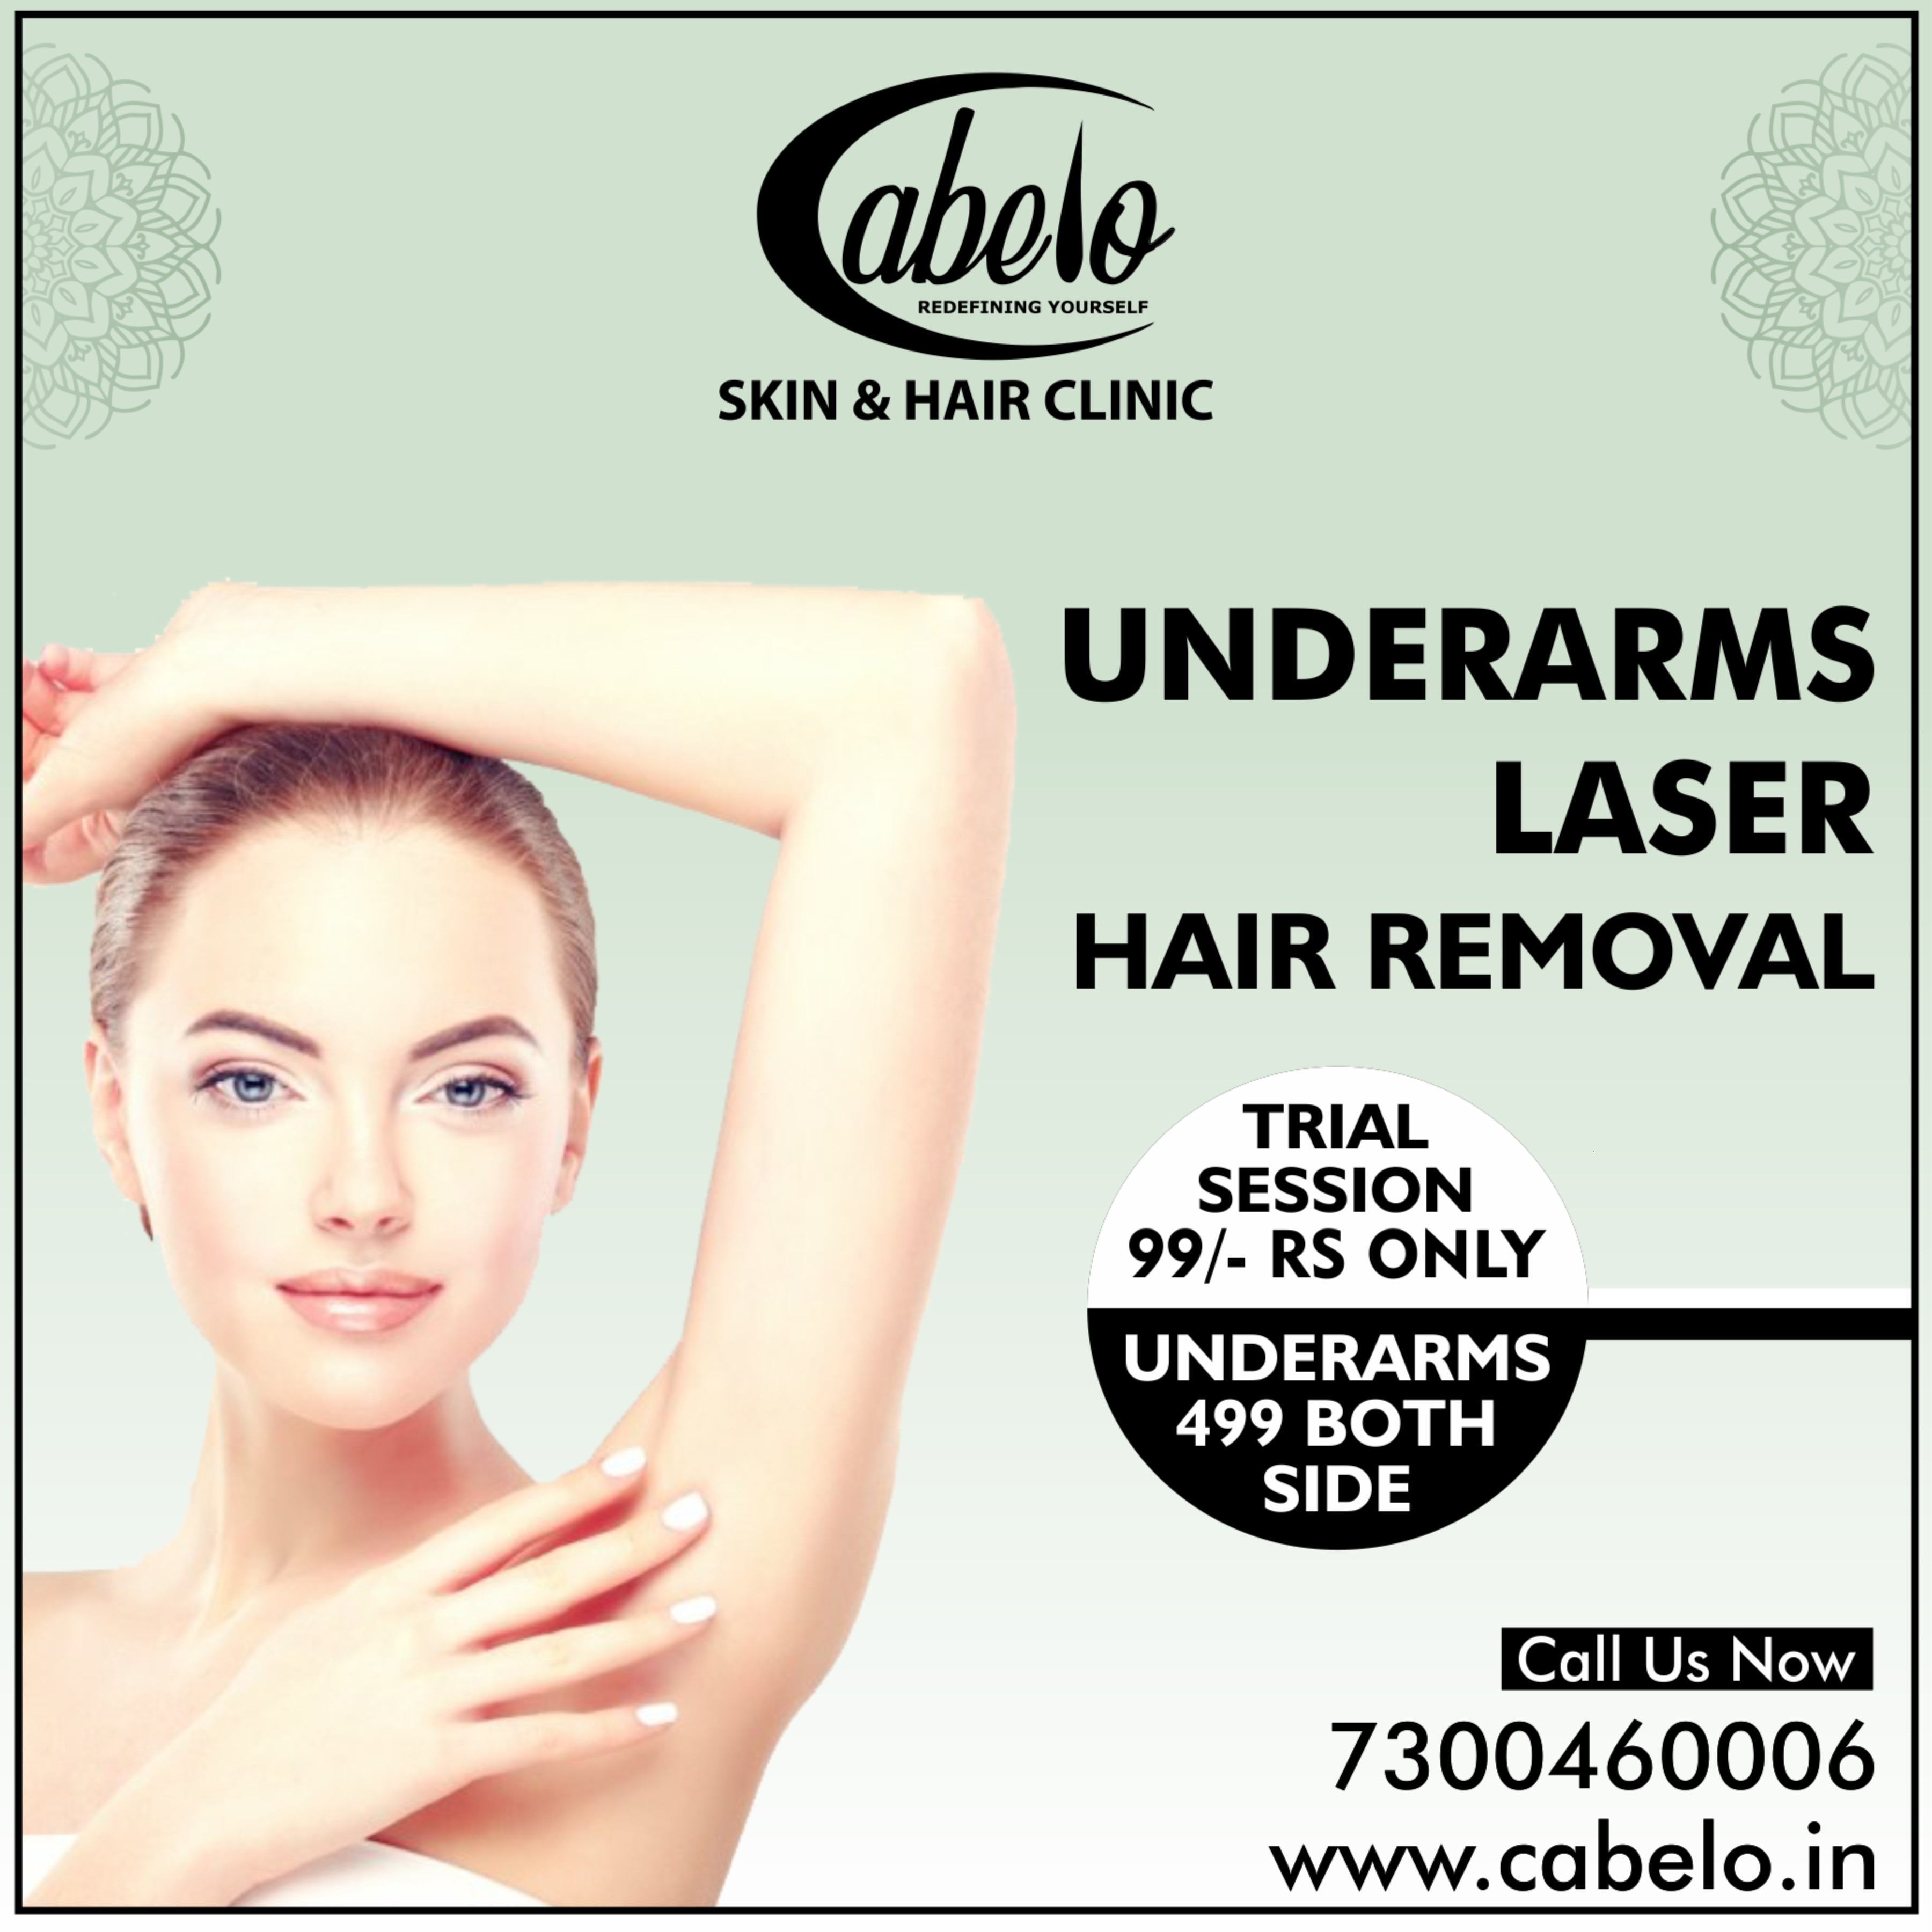 Cabelo
REDEFINING YOURSELF
SKIN & HAIR CLINIC
UNDERARMS
LASER
HAIR REMOVAL
TRIAL
SESSION
99/- RS ONLY
UNDERARMS
499 BOTH
SIDE
Call Us Now
7300460006
www.cabelo.in